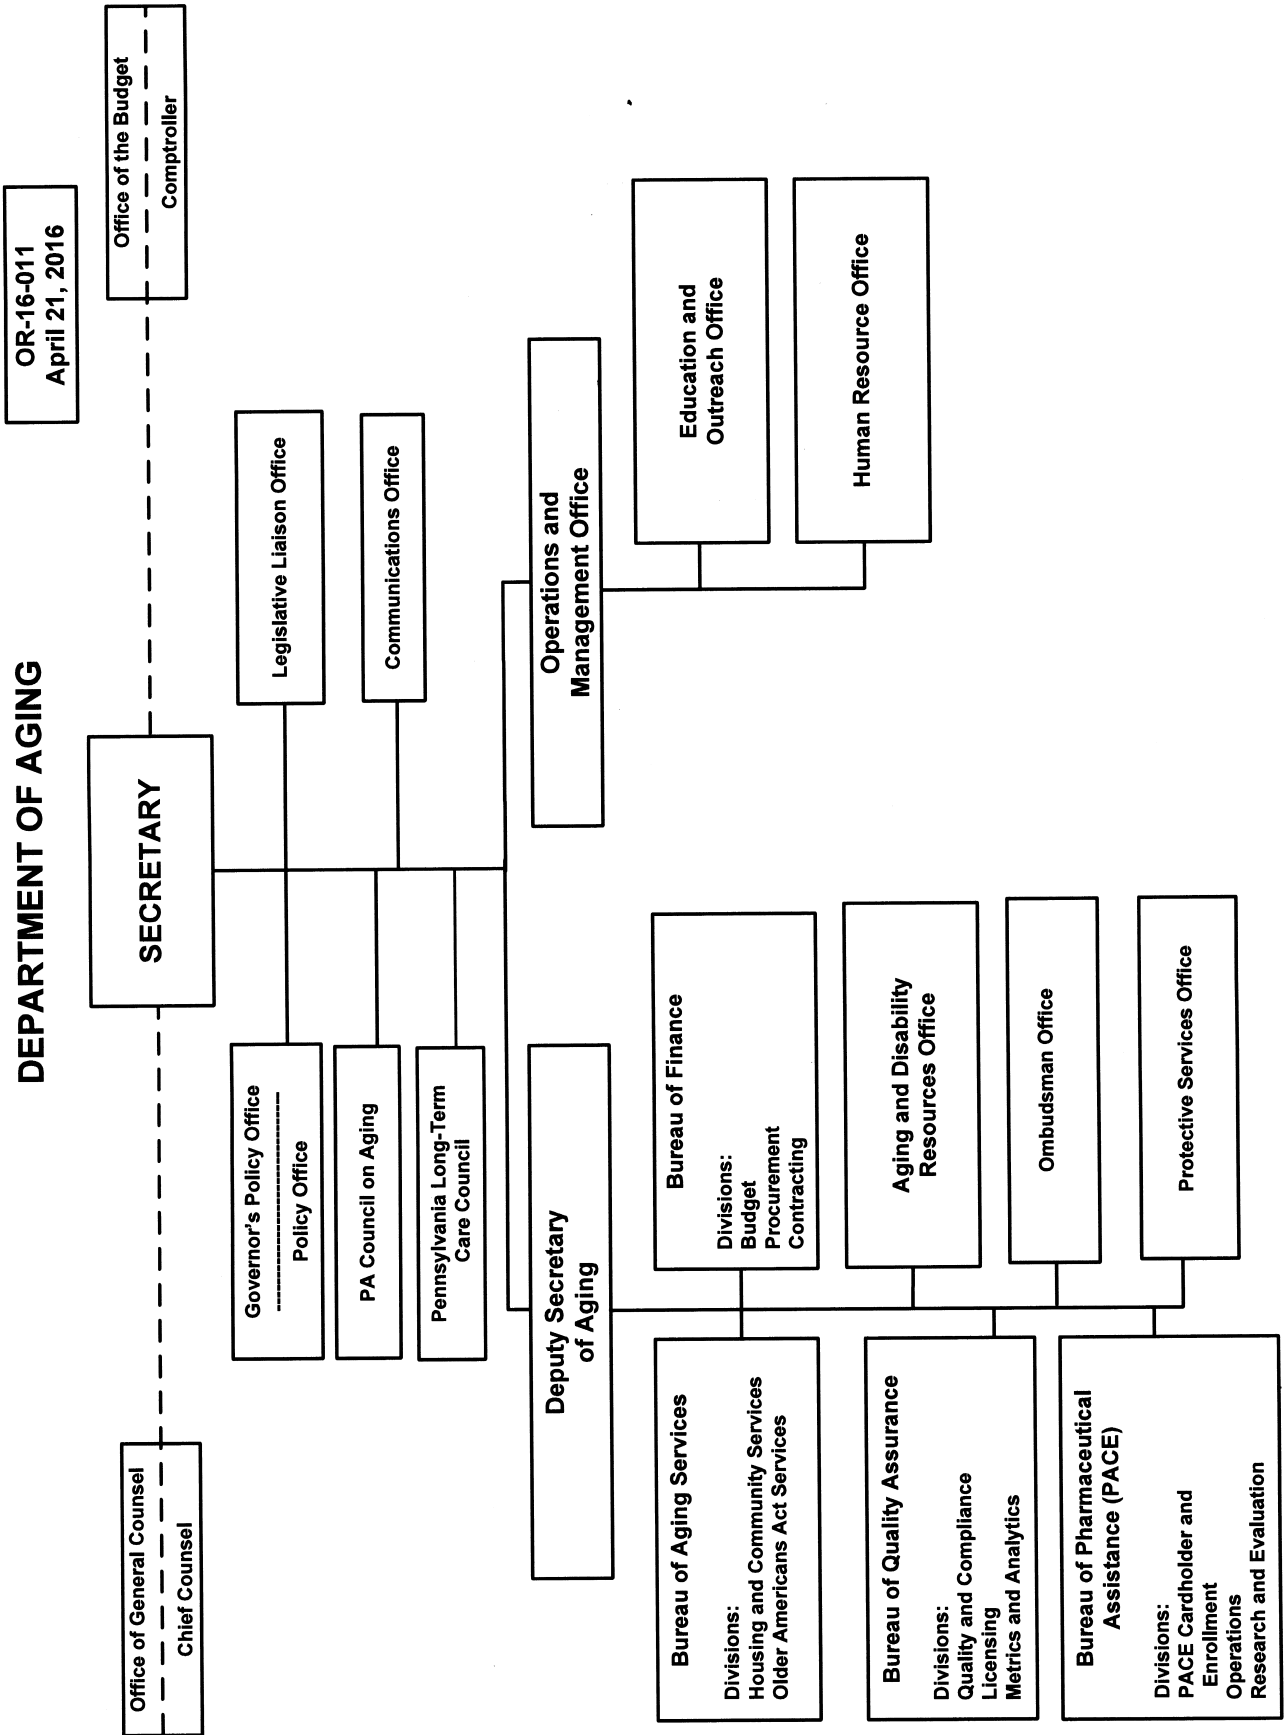 OR-16-011
April 21, 2016
DEPARTMENT OF AGING
Office of General Counsel
Chief Counsel
SECRETARY
Office of the Budget
Comptroller
Governor's Policy Office
Policy Office
Legislative Liaison Office
PA Council on Aging
Communications Office
Pennsylvania Long-Term
Care Council
Deputy Secretary
of Aging
Operations and
Management Office
Bureau of Aging Services
Divisions:
Housing and Community Services
Older Americans Act Services
Bureau of Finance
Divisions:
Budget
Procurement
Contracting
Education and
Outreach Office
Bureau of Quality Assurance
Divisions:
Quality and Compliance
Licensing
Metrics and Analytics
Aging and Disability
Resources Office
Human Resource Office
Ombudsman Office
Bureau of Pharmaceutical
Assistance (PACE)
Divisions:
PACE Cardholder and
Enrollment
Operations
Research and Evaluation
Protective Services Office